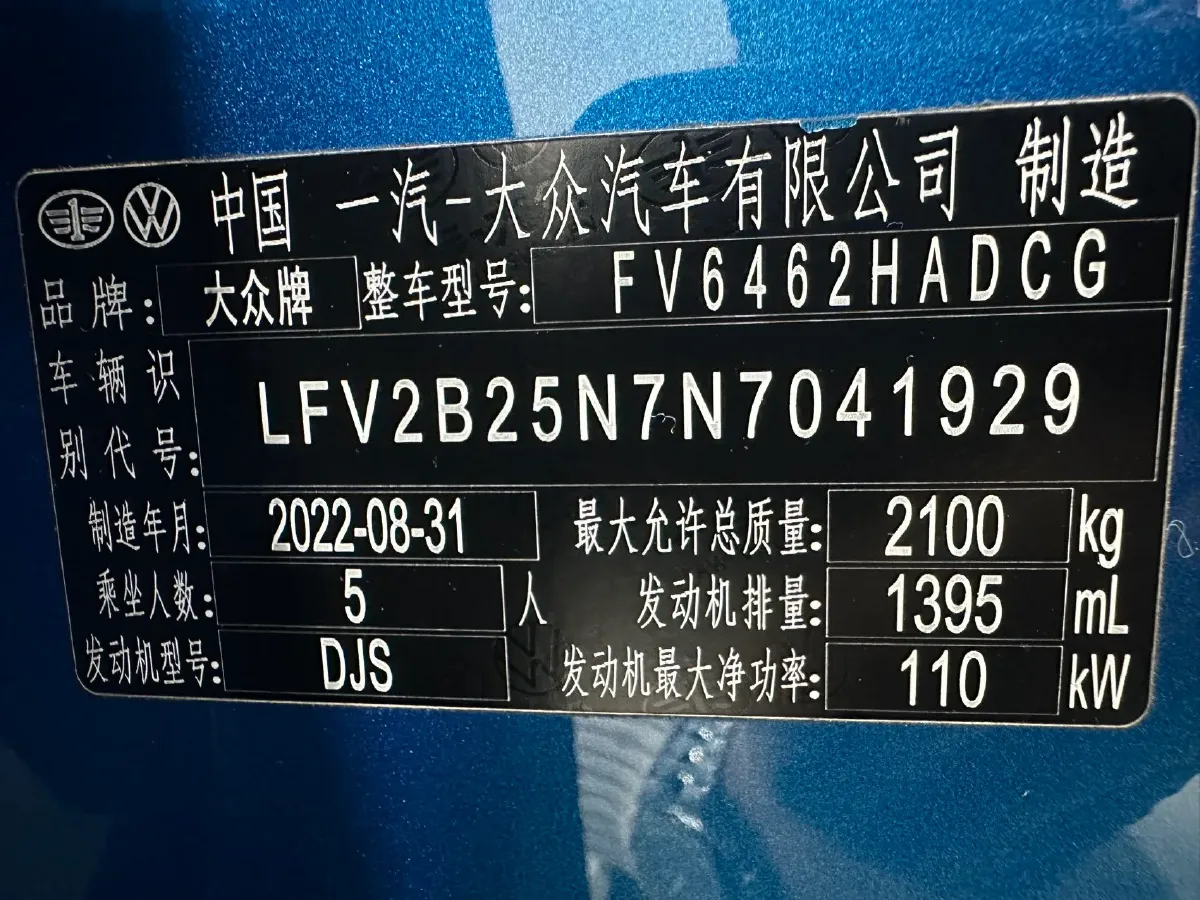 中国 一汽-大众汽车有限公司 制造
品牌: 大众牌 整车型号: FV6462HADCG
车辆识别代号: LFV2B25N7N7041929
制造年月: 2022-08-31 最大允许总质量: 2100 kg
乘坐人数: 5 人 发动机排量: 1395 mL
发动机型号: DJS 发动机最大净功率: 110 kW